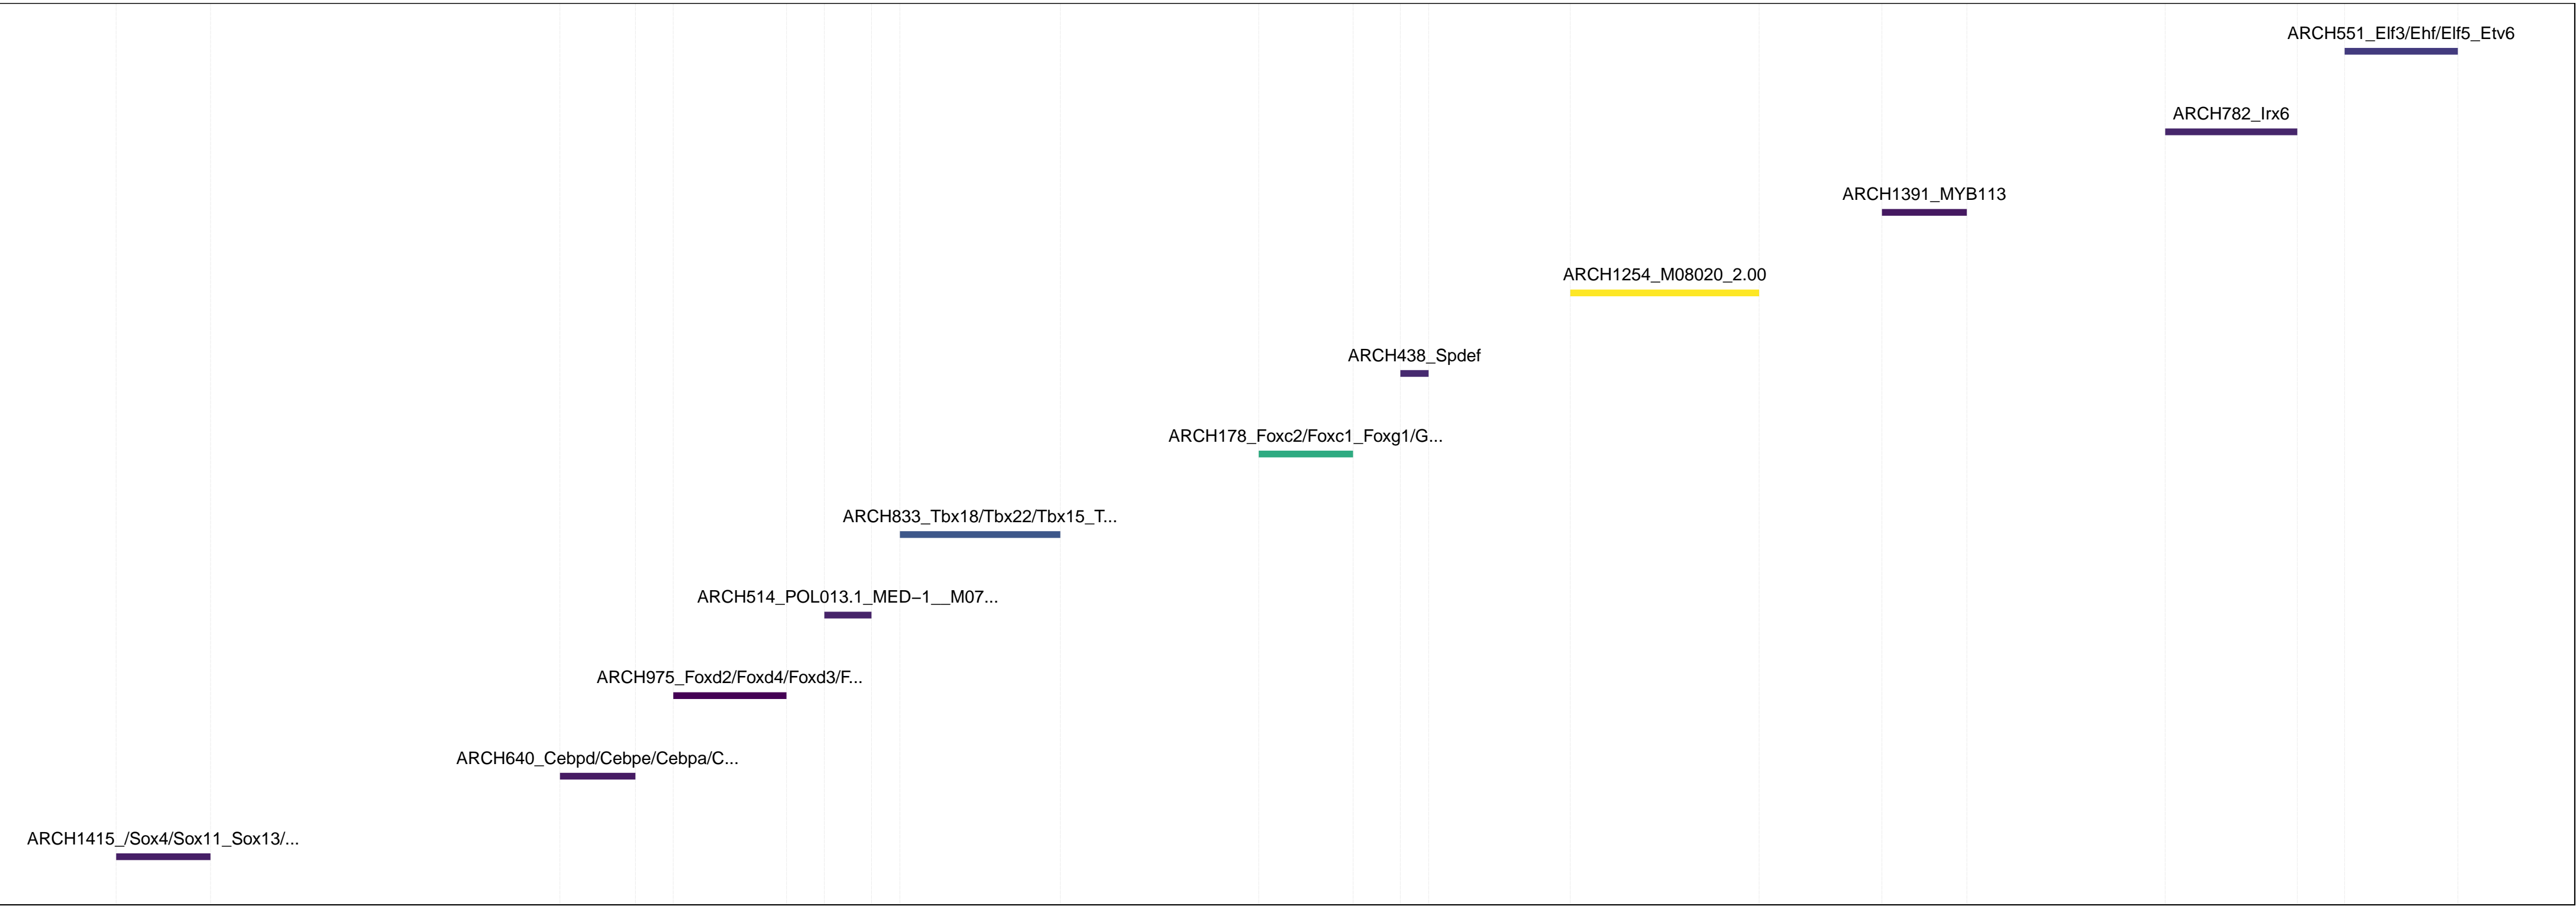 ARCH551_Elf3/Ehf/Elf5_Etv6
ARCH782_Irx6
ARCH1391_MYB113
ARCH1254_M08020_2.00
ARCH438_Spdef
ARCH178_Foxc2/Foxc1_Foxg1/G...
ARCH833_Tbx18/Tbx22/Tbx15_T...
ARCH514_POL013.1_MED−1__M07...
ARCH975_Foxd2/Foxd4/Foxd3/F...
ARCH640_Cebpd/Cebpe/Cebpa/C...
ARCH1415_/Sox4/Sox11_Sox13/...